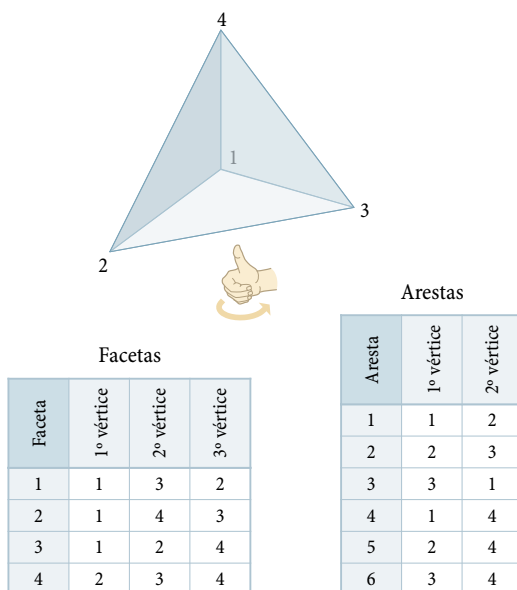 4
1
3
2
Facetas
Faceta 1º vértice 2º vértice 3º vértice
1 1 3 2
2 1 4 3
3 1 2 4
4 2 3 4
Arestas
Aresta 1º vértice 2º vértice
1 1 2
2 2 3
3 3 1
4 1 4
5 2 4
6 3 4